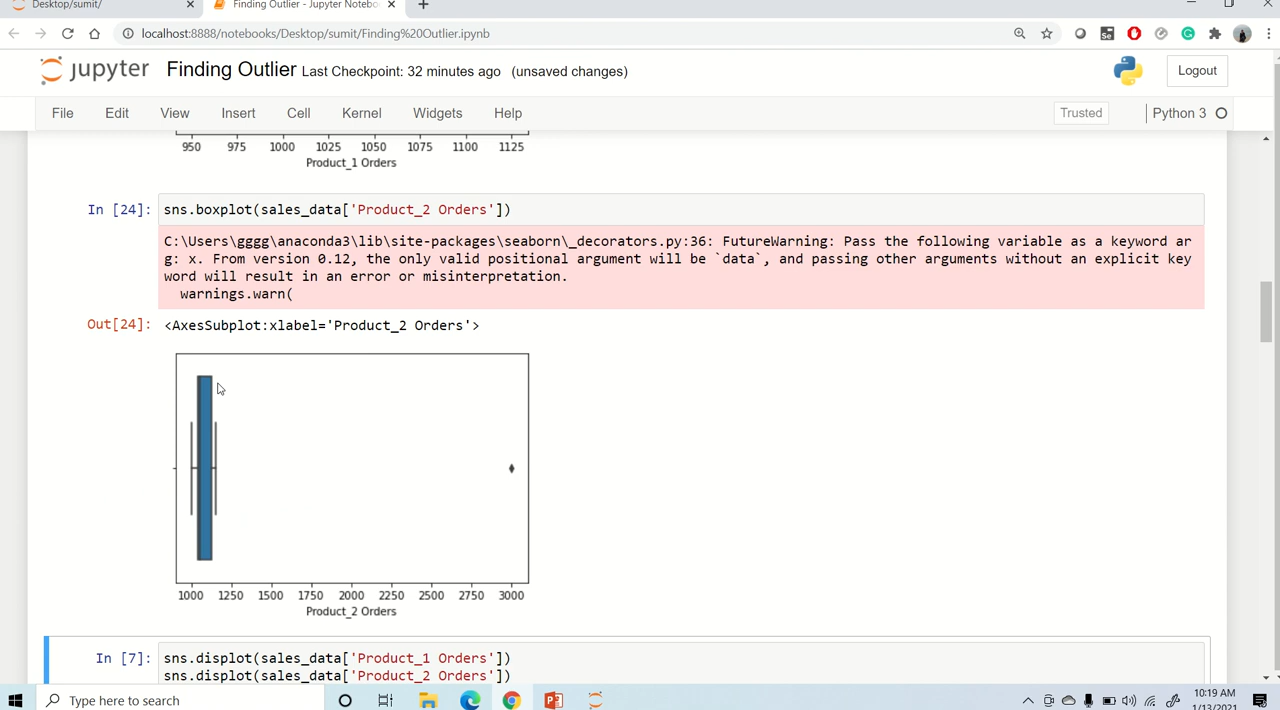 Desktop/sumit/
Finding Outlier - Jupyter Notebo
localhost:8888/notebooks/Desktop/sumit/Finding%20Outlier.ipynb
jupyter Finding Outlier Last Checkpoint: 32 minutes ago (unsaved changes)
Logout
File Edit View Insert Cell Kernel Widgets Help
Trusted
Python 3
950 975 1000 1025 1050 1075 1100 1125
Product_1 Orders
In [24]: sns.boxplot(sales_data['Product_2 Orders'])
C:\Users\gggg\anaconda3\lib\site-packages\seaborn\_decorators.py:36: FutureWarning: Pass the following variable as a keyword ar
g: x. From version 0.12, the only valid positional argument will be `data`, and passing other arguments without an explicit key
word will result in an error or misinterpretation.
warnings.warn(
Out[24]: <AxesSubplot:xlabel='Product_2 Orders'>
1000 1250 1500 1750 2000 2250 2500 2750 3000
Product_2 Orders
In [7]: sns.displot(sales_data['Product_1 Orders'])
sns.displot(sales_data['Product_2 Orders'])
Type here to search
10:19 AM
1/13/2021